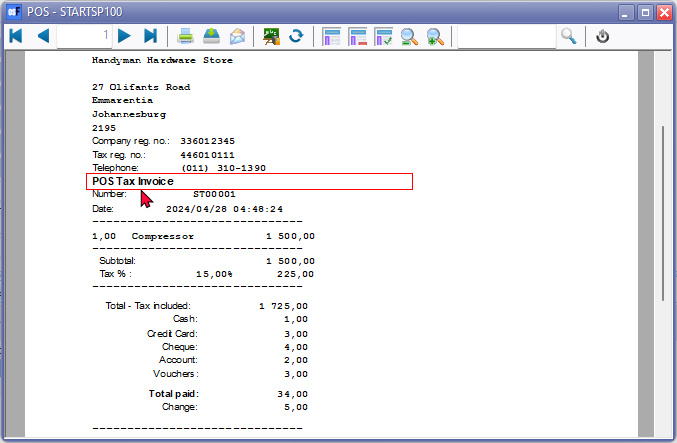 POS - STARTSP100
1
Handyman Hardware Store
27 Olifants Road
Emmarentia
Johannesburg
2195
Company reg. no.: 336012345
Tax reg. no.: 446010111
Telephone: (011) 310-1390
POS Tax Invoice
Number: ST00001
Date: 2024/04/28 04:48:24
-------------------------------
1,00 Compressor 1 500,00
-------------------------------
Subtotal: 1 500,00
Tax % : 15,00% 225,00
-------------------------------
Total - Tax included: 1 725,00
Cash: 1,00
Credit Card: 3,00
Cheque: 4,00
Account: 2,00
Vouchers : 3,00
Total paid: 34,00
Change: 5,00
-------------------------------